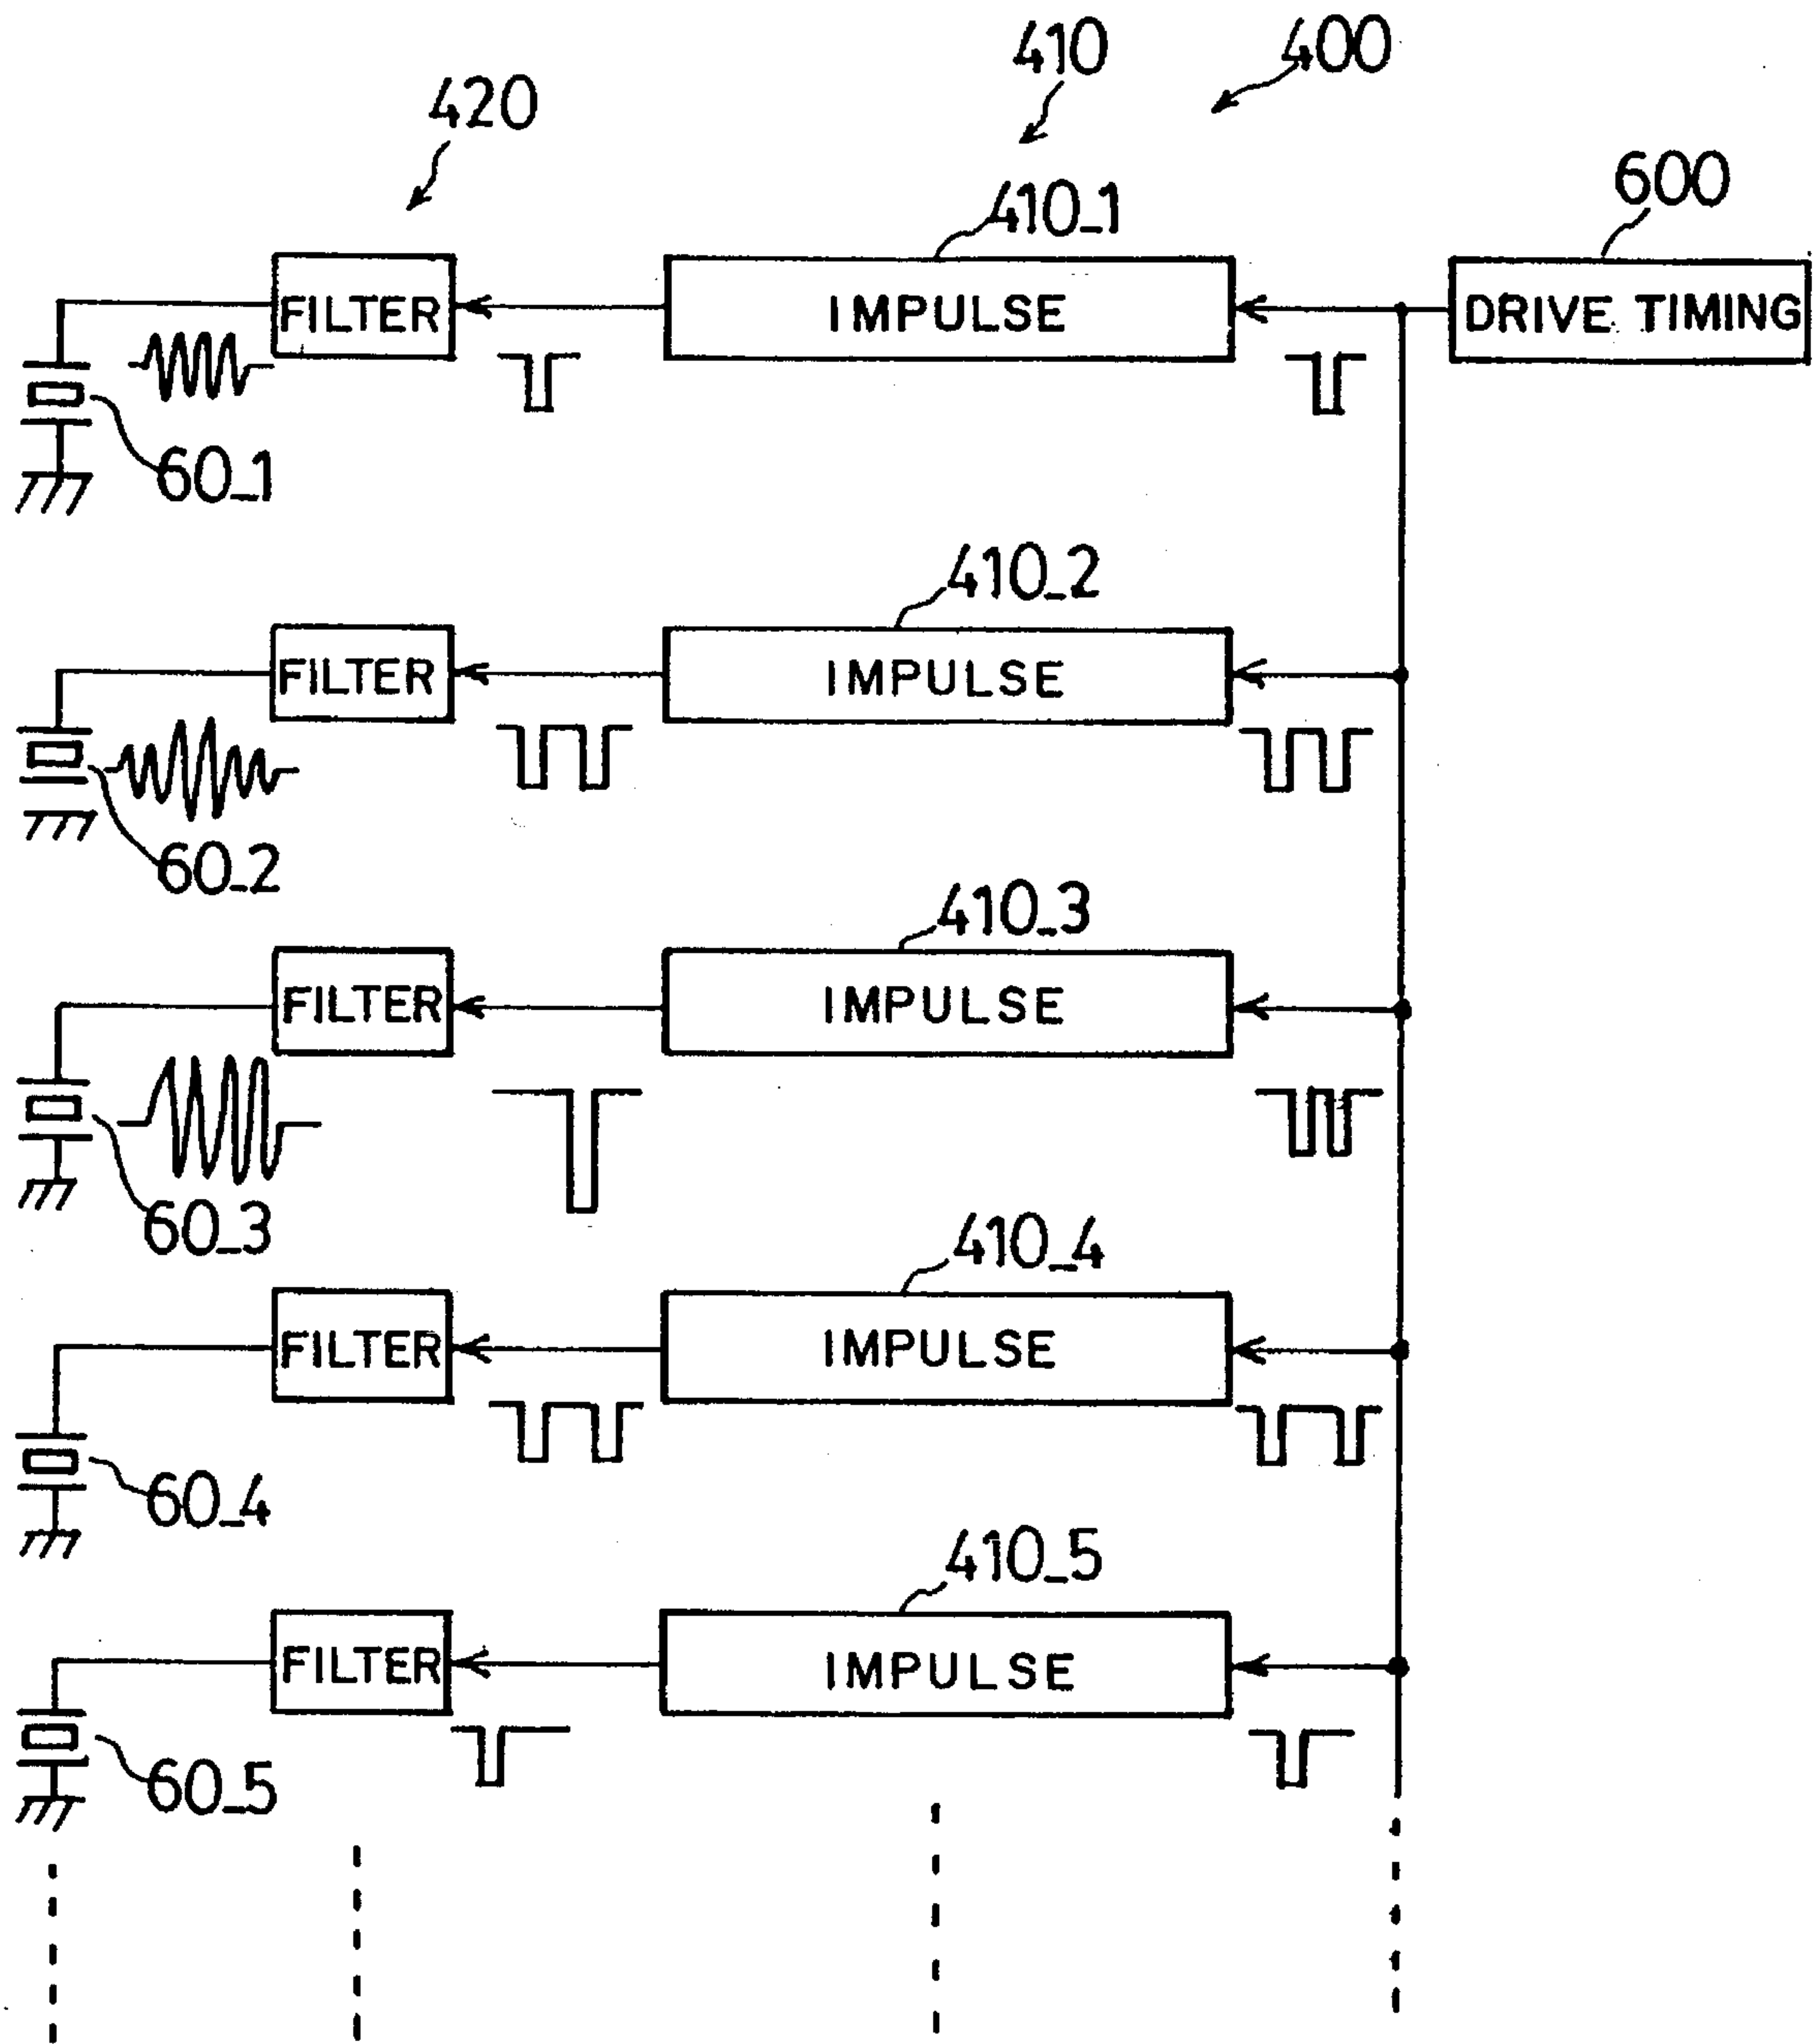 410
400
420
600
410_1
FILTER
IMPULSE
DRIVE TIMING
60_1
410_2
FILTER
IMPULSE
60_2
410_3
FILTER
IMPULSE
60_3
410_4
FILTER
IMPULSE
60_4
410_5
FILTER
IMPULSE
60_5